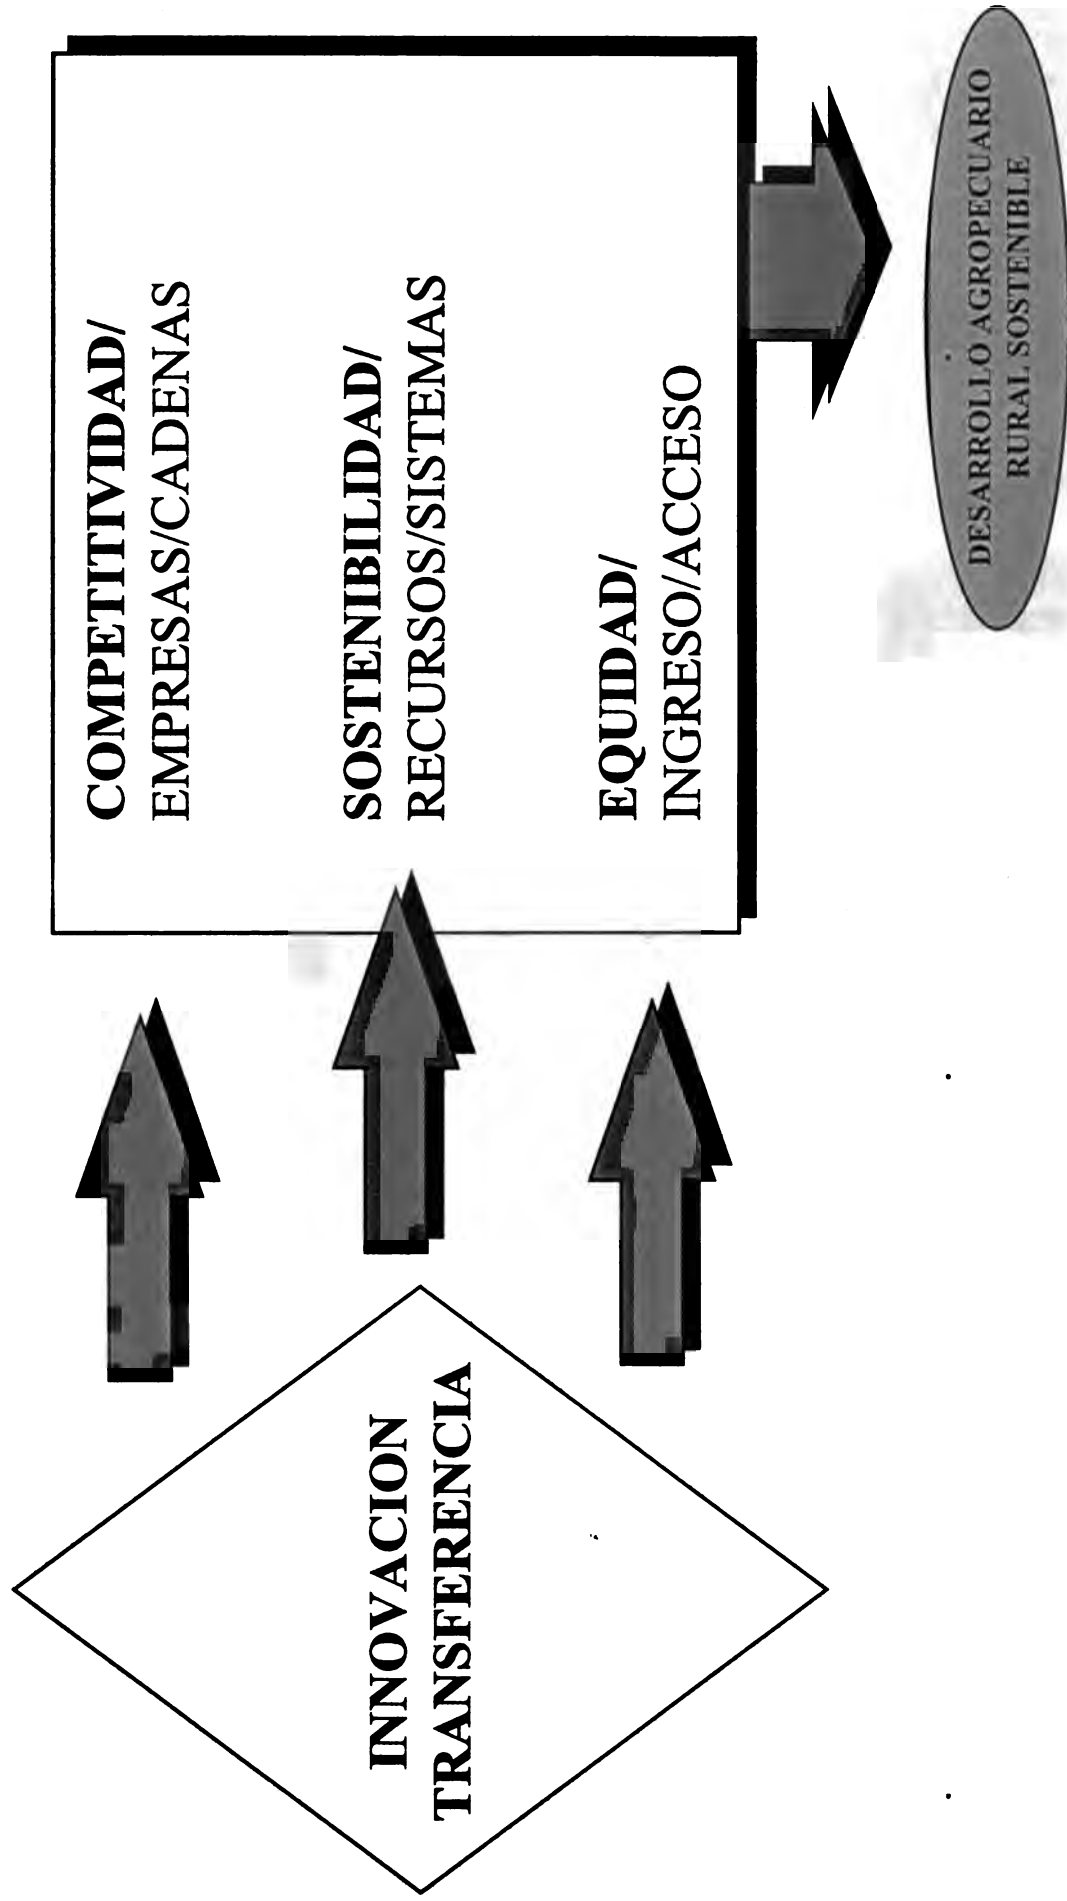 INNOVACION
TRANSFERENCIA
COMPETITIVIDAD/
EMPRESAS/CADENAS
SOSTENIBILIDAD/
RECURSOS/SISTEMAS
EQUIDAD/
INGRESO/ACCESO
DESARROLLO AGROPECUARIO
RURAL SOSTENIBLE